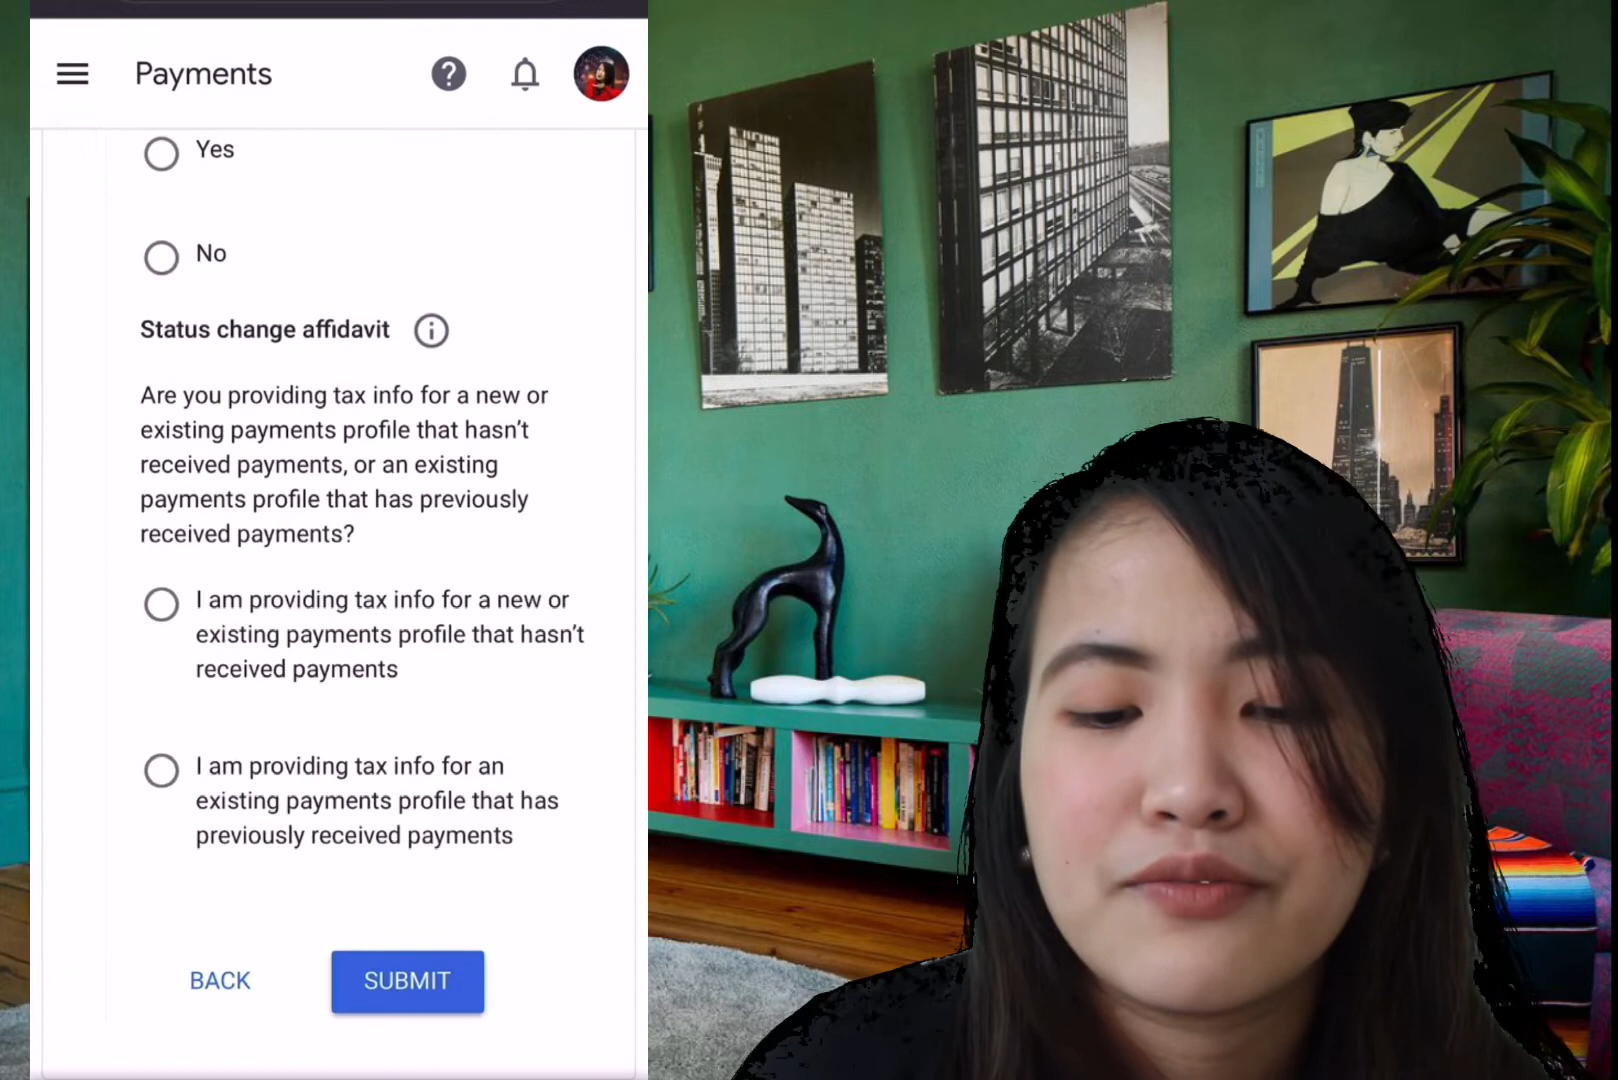 Payments
Yes
No
Status change affidavit
Are you providing tax info for a new or
existing payments profile that hasn’t
received payments, or an existing
payments profile that has previously
received payments?
I am providing tax info for a new or
existing payments profile that hasn’t
received payments
I am providing tax info for an
existing payments profile that has
previously received payments
BACK
SUBMIT